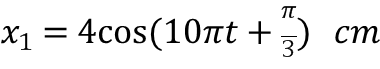 x₁ = 4cos(10πt + π/3) cm